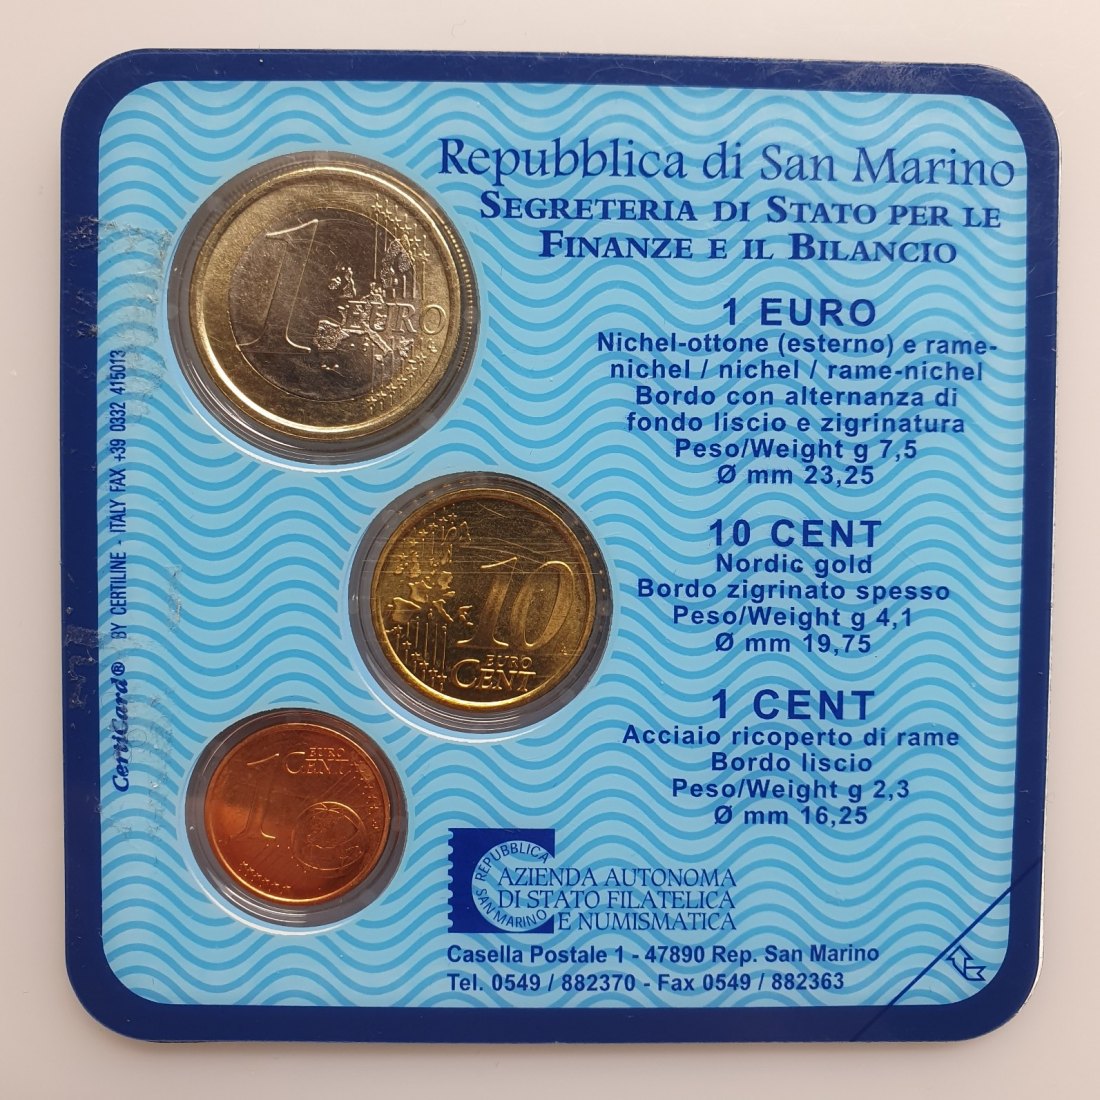 Repubblica di San Marino
SEGRETERIA DI STATO PER LE
FINANZE E IL BILANCIO
1 EURO
Nichel-ottone (esterno) e rame-
nichel / nichel / rame-nichel
Bordo con alternanza di
fondo liscio e zigrinatura
Peso/Weight g 7,5
Ø mm 23,25
10 CENT
Nordic gold
Bordo zigrinato spesso
Peso/Weight g 4,1
Ø mm 19,75
1 CENT
Acciaio ricoperto di rame
Bordo liscio
Peso/Weight g 2,3
Ø mm 16,25
1 EURO
10 EURO
CENT
EURO
CENT
1
REPUBBLICA
SAN MARINO
AZIENDA AUTONOMA
DI STATO FILATELICA
E NUMISMATICA
Casella Postale 1 - 47890 Rep. San Marino
Tel. 0549 / 882370 - Fax 0549 / 882363
CertiCard® BY CERTILINE - ITALY FAX +39 0332 415013